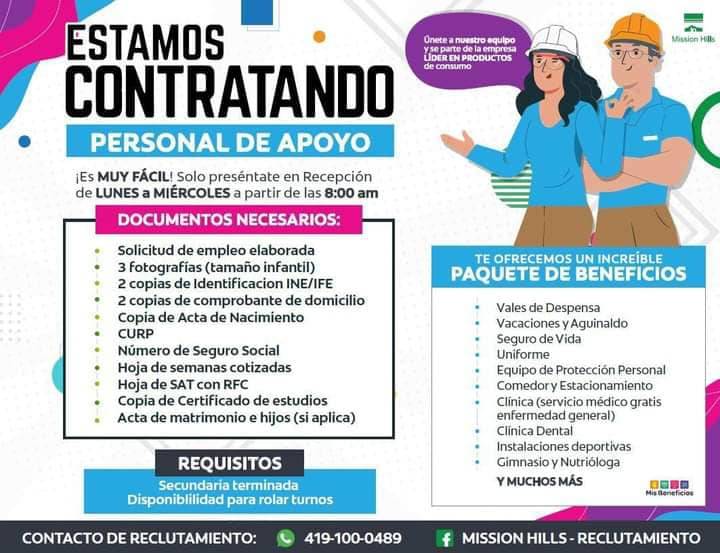 ESTAMOS
CONTRATANDO
PERSONAL DE APOYO
¡Es MUY FÁCIL! Solo preséntate en Recepción
de LUNES a MIÉRCOLES a partir de las 8:00 am
DOCUMENTOS NECESARIOS:
Solicitud de empleo elaborada
3 fotografías (tamaño infantil)
2 copias de Identificacion INE/IFE
2 copias de comprobante de domicilio
Copia de Acta de Nacimiento
CURP
Número de Seguro Social
Hoja de semanas cotizadas
Hoja de SAT con RFC
Copia de Certificado de estudios
Acta de matrimonio e hijos (si aplica)
REQUISITOS
Secundaria terminada
Disponiblilidad para rolar turnos
Únete a nuestro equipo
y se parte de la empresa
LÍDER EN PRODUCTOS
de consumo
Mission Hills
TE OFRECEMOS UN INCREÍBLE
PAQUETE DE BENEFICIOS
Vales de Despensa
Vacaciones y Aguinaldo
Seguro de Vida
Uniforme
Equipo de Protección Personal
Comedor y Estacionamiento
Clínica (servicio médico gratis
enfermedad general)
Clínica Dental
Instalaciones deportivas
Gimnasio y Nutrióloga
Y MUCHOS MÁS
Mis Beneficios
CONTACTO DE RECLUTAMIENTO: 419-100-0489 MISSION HILLS - RECLUTAMIENTO